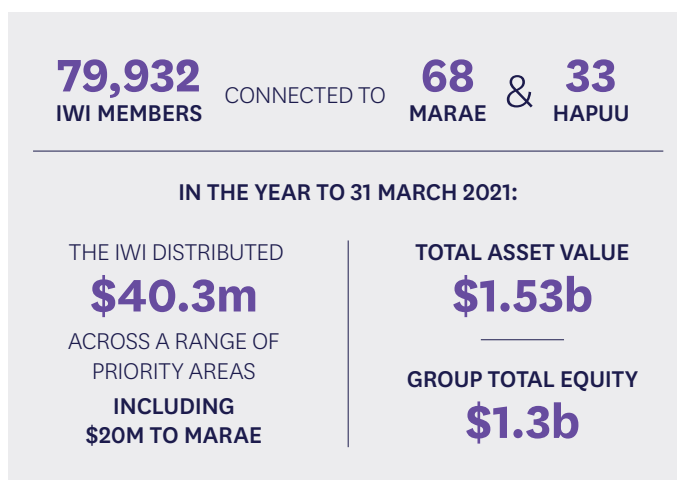 79,932
IWI MEMBERS
CONNECTED TO
68
MARAE
&
33
HAPUU
IN THE YEAR TO 31 MARCH 2021:
THE IWI DISTRIBUTED
$40.3m
ACROSS A RANGE OF
PRIORITY AREAS
INCLUDING
$20M TO MARAE
TOTAL ASSET VALUE
$1.53b
GROUP TOTAL EQUITY
$1.3b